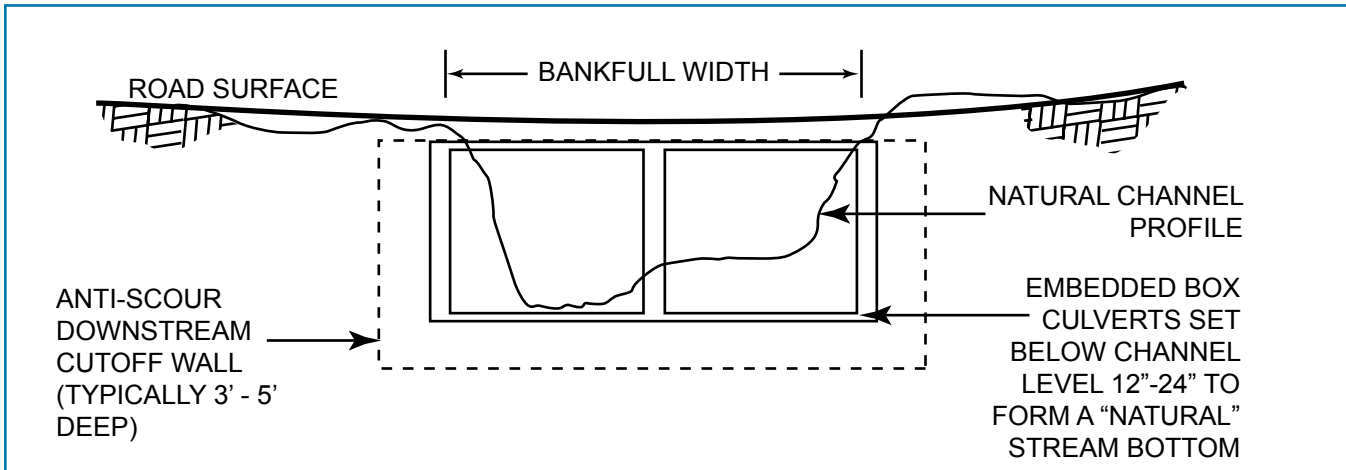 BANKFULL WIDTH
ROAD SURFACE
NATURAL CHANNEL
PROFILE
ANTI-SCOUR
DOWNSTREAM
CUTOFF WALL
(TYPICALLY 3’ - 5’
DEEP)
EMBEDDED BOX
CULVERTS SET
BELOW CHANNEL
LEVEL 12”-24” TO
FORM A “NATURAL”
STREAM BOTTOM